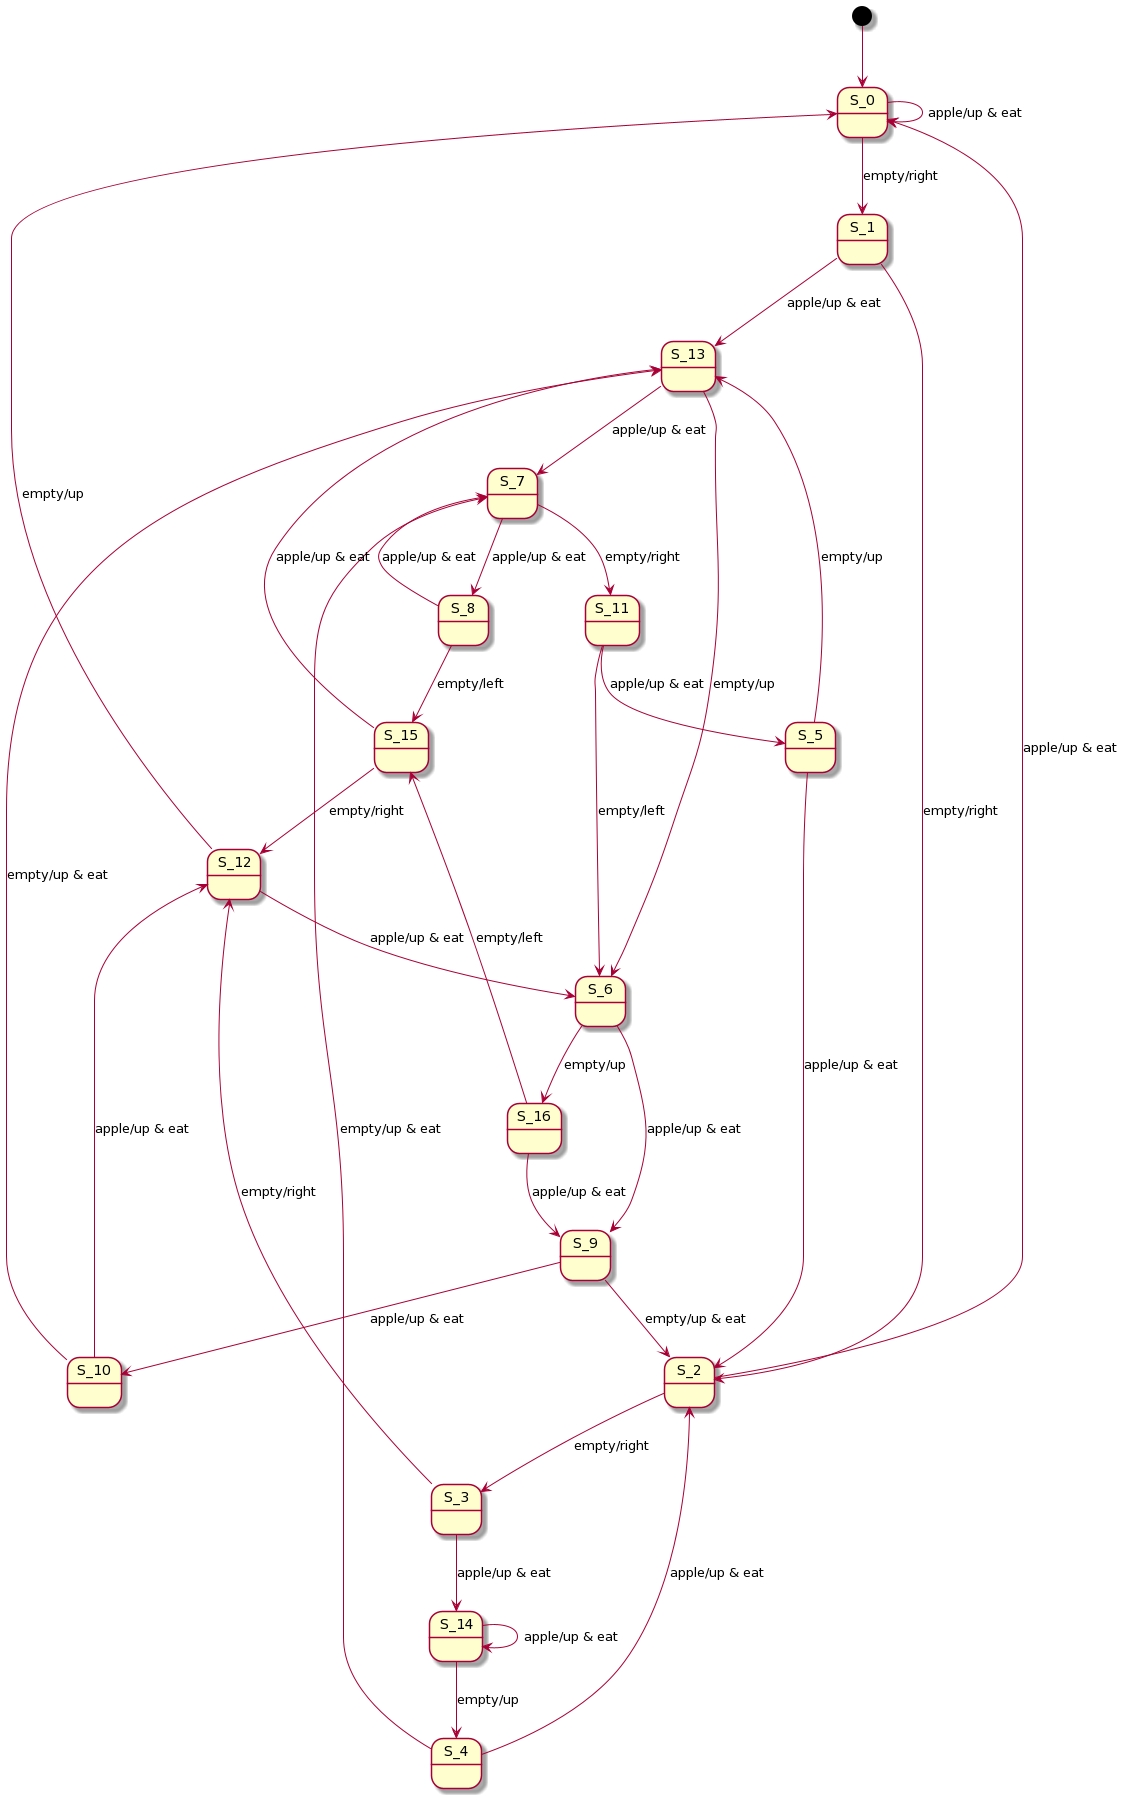 S_0
apple/up & eat
empty/right
S_1
apple/up & eat
S_13
apple/up & eat
S_7
empty/up
apple/up & eat
apple/up & eat
apple/up & eat
empty/right
empty/up
S_8
S_11
empty/left
apple/up & eat
empty/up
S_15
S_5
apple/up & eat
empty/right
empty/left
empty/right
S_12
empty/up & eat
apple/up & eat
empty/left
S_6
empty/up
apple/up & eat
S_16
apple/up & eat
empty/up & eat
apple/up & eat
empty/right
apple/up & eat
S_9
apple/up & eat
empty/up & eat
S_10
S_2
empty/right
S_3
apple/up & eat
apple/up & eat
S_14
apple/up & eat
empty/up
S_4